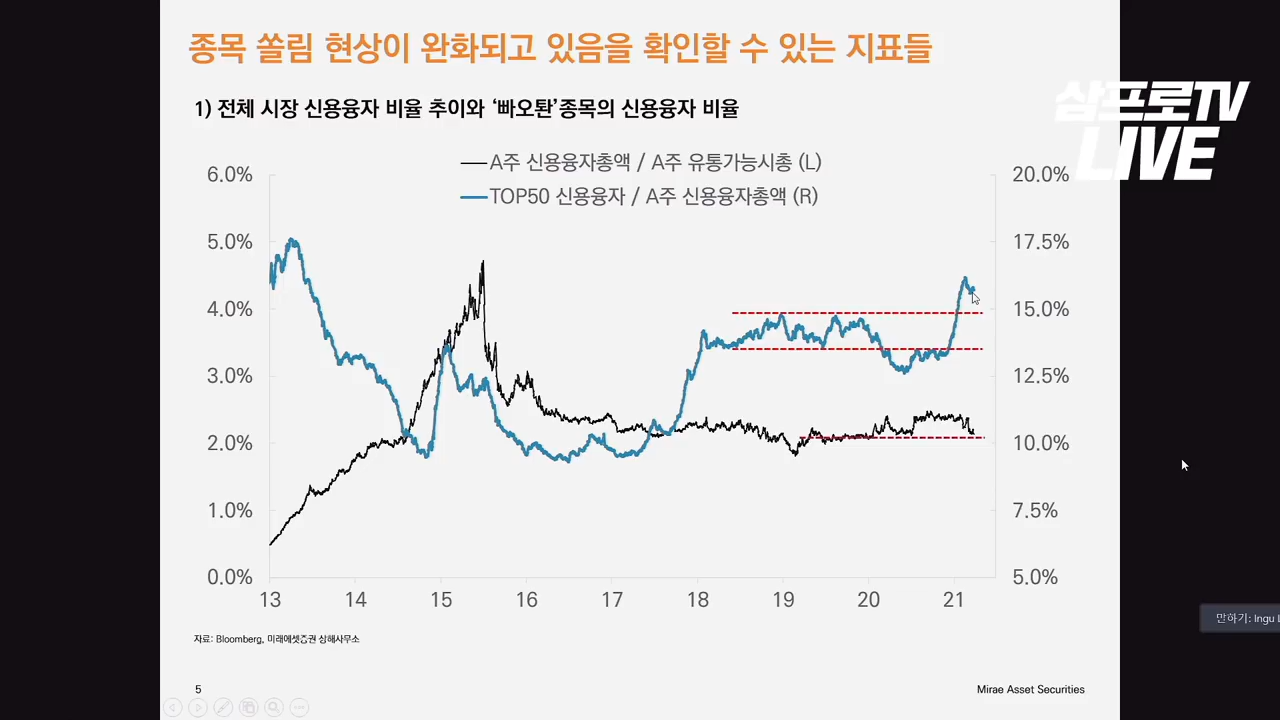 종목 쏠림 현상이 완화되고 있음을 확인할 수 있는 지표들
1) 전체 시장 신용융자 비율 추이와 ‘빠오퇀’종목의 신용융자 비율
삼프로TV
LIVE
A주 신용융자총액 / A주 유통가능시총 (L)
TOP50 신용융자 / A주 신용융자총액 (R)
6.0%
5.0%
4.0%
3.0%
2.0%
1.0%
0.0%
20.0%
17.5%
15.0%
12.5%
10.0%
7.5%
5.0%
13 14 15 16 17 18 19 20 21
자료: Bloomberg, 미래에셋증권 상해사무소
5
Mirae Asset Securities
말하기: Ingu L